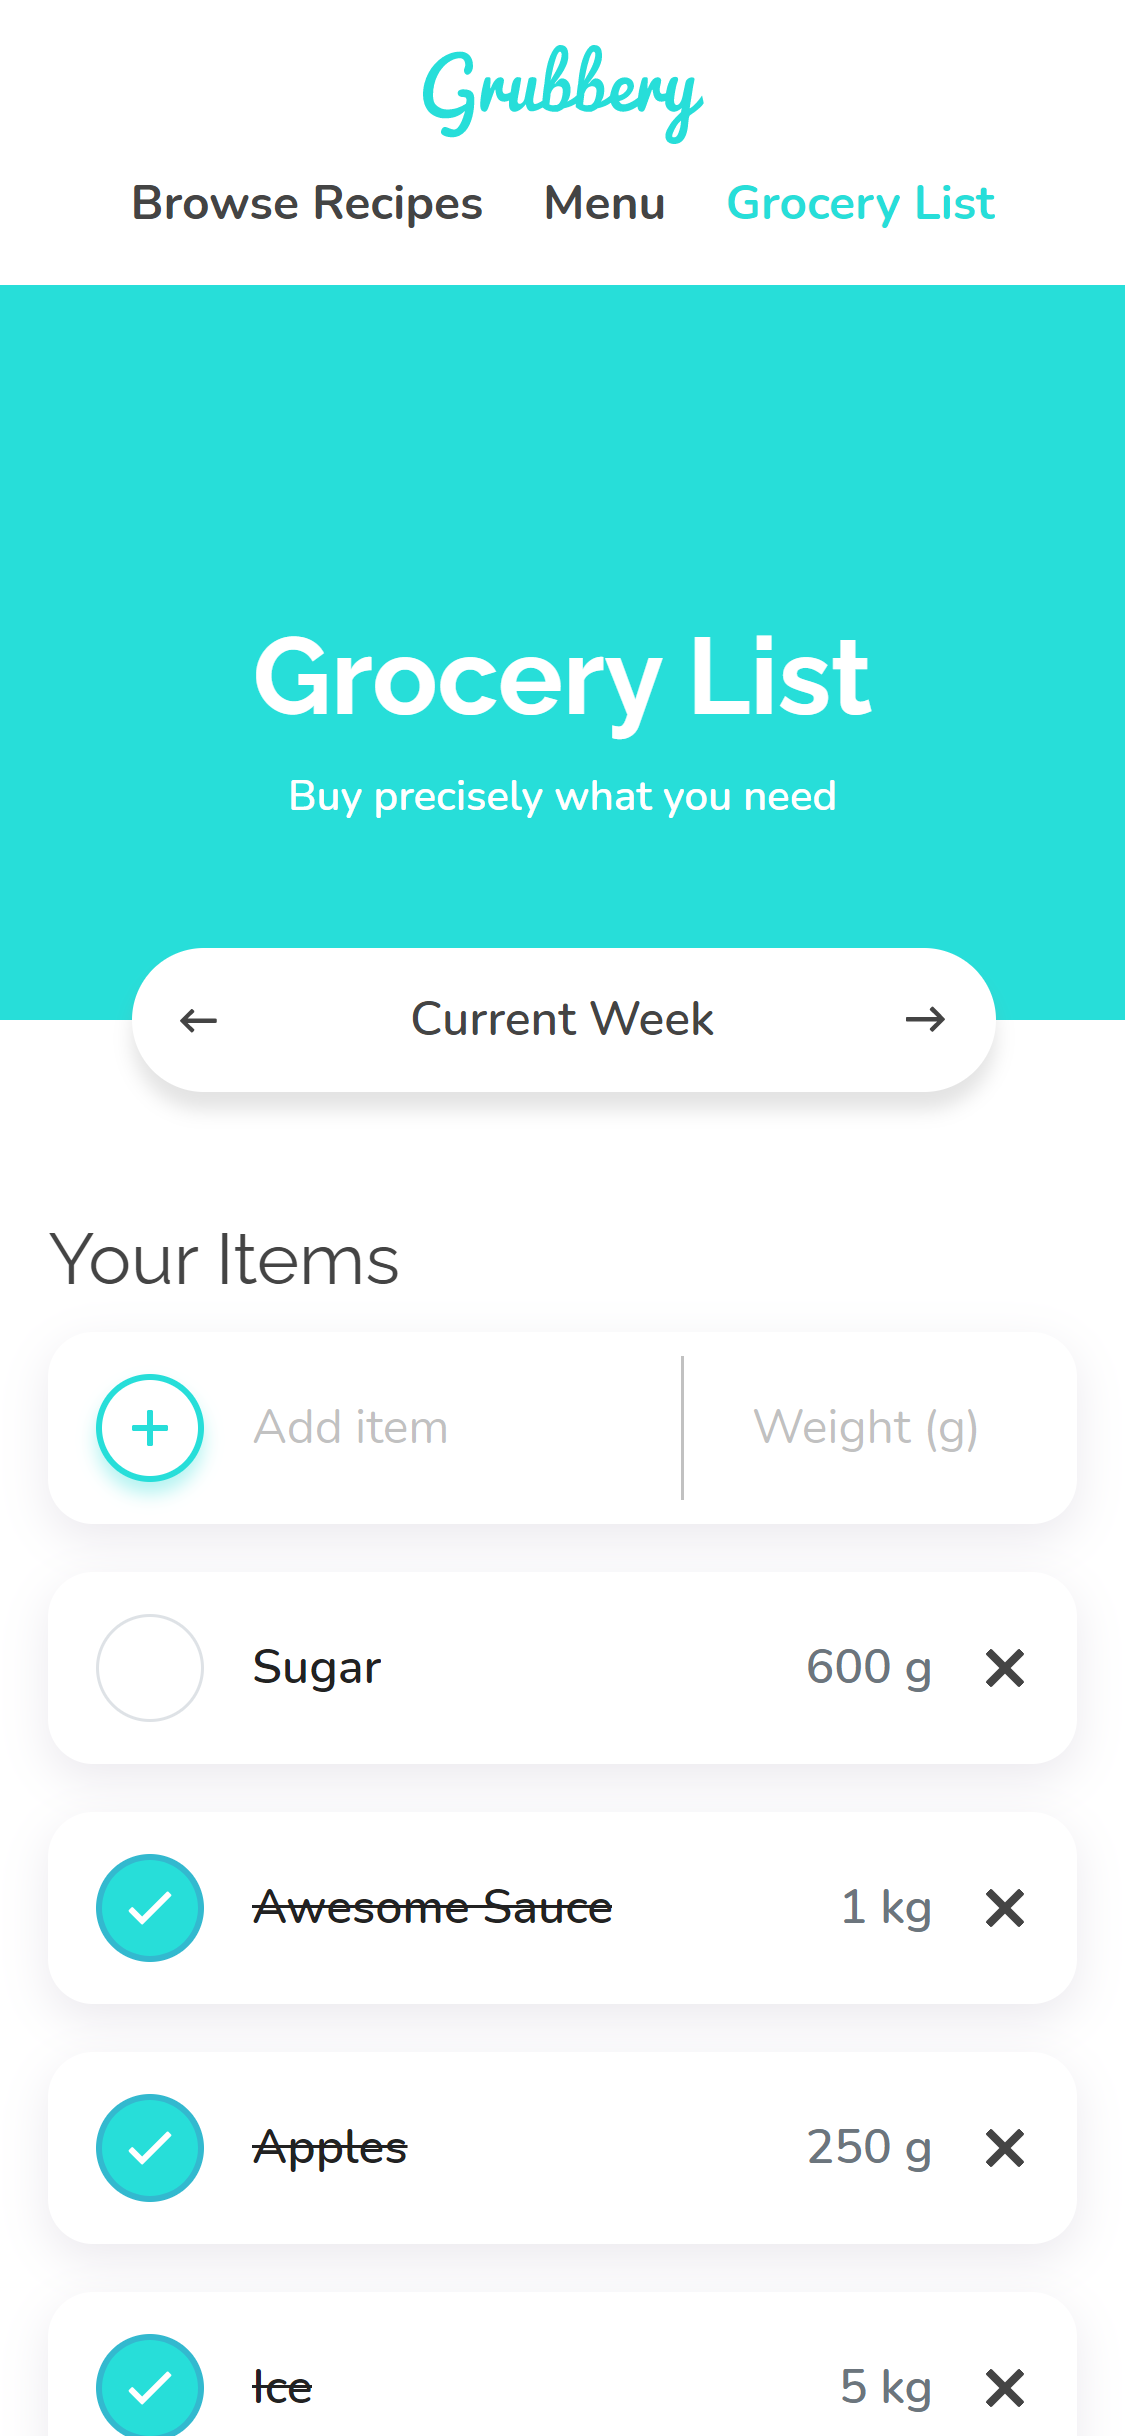 Grubbery
Browse Recipes Menu Grocery List
Grocery List
Buy precisely what you need
Current Week
Your Items
Add item Weight (g)
Sugar 600 g
Awesome Sauce 1 kg
Apples 250 g
Ice 5 kg